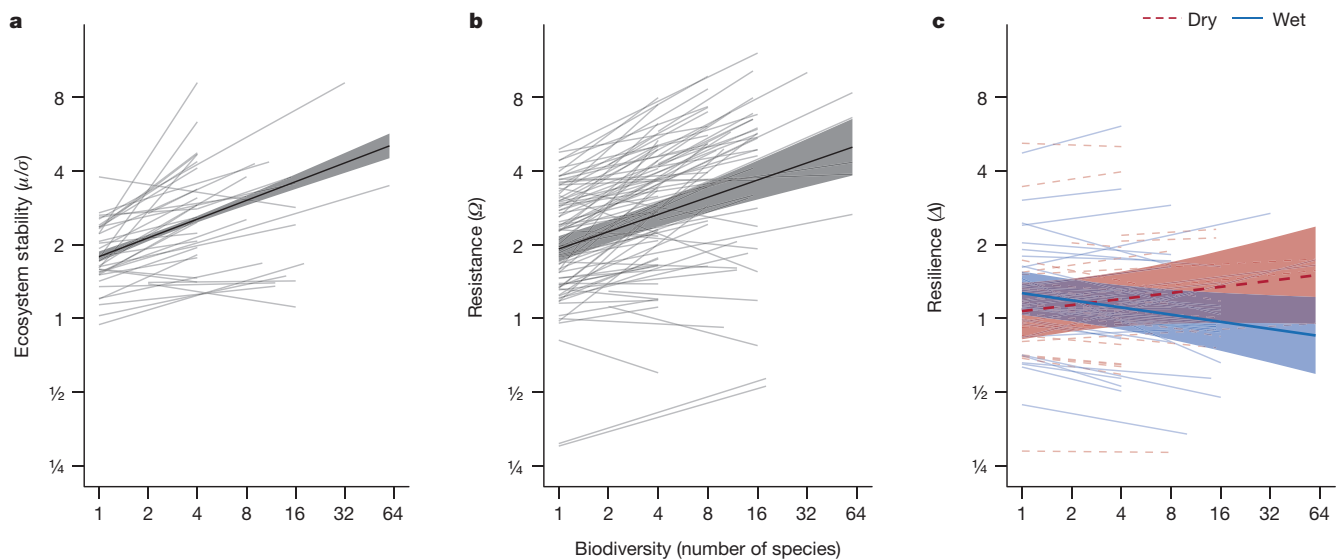 a
Ecosystem stability (μ/σ)
8
4
2
1
½
¼
1 2 4 8 16 32 64
b
Resistance (Ω)
8
4
2
1
½
¼
1 2 4 8 16 32 64
Biodiversity (number of species)
c
Dry Wet
Resilience (Δ)
8
4
2
1
½
¼
1 2 4 8 16 32 64